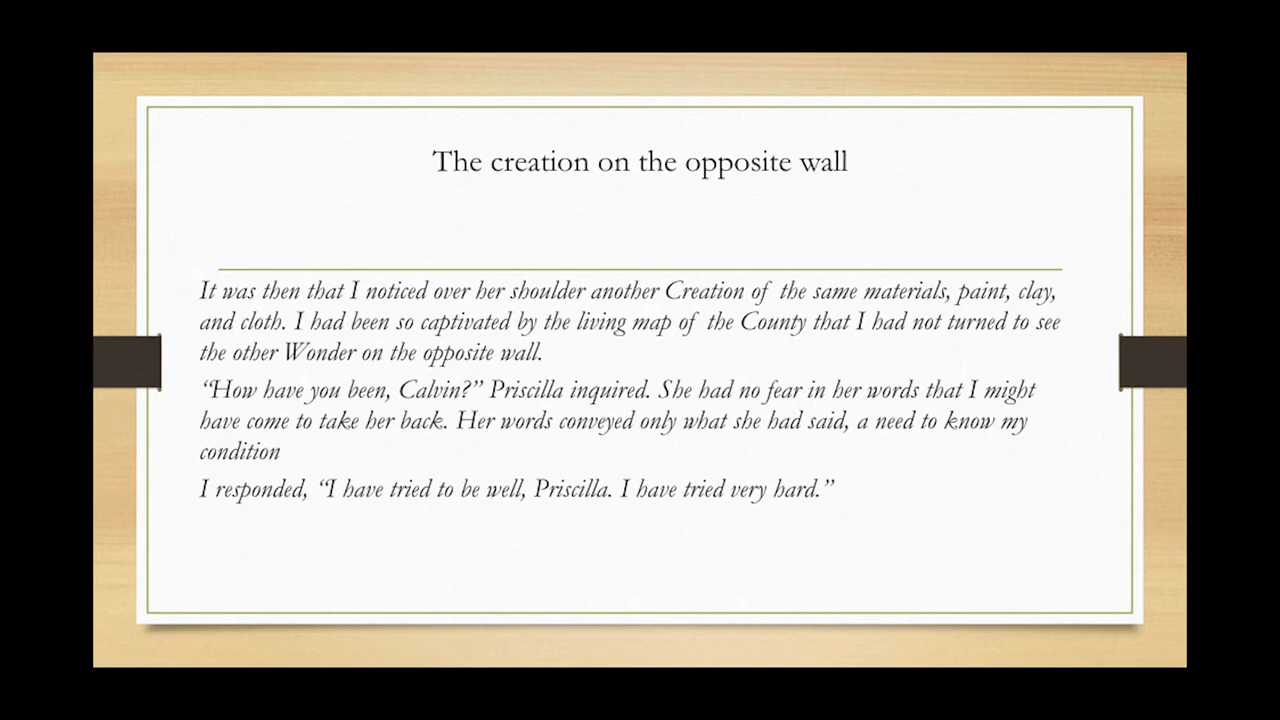 The creation on the opposite wall
It was then that I noticed over her shoulder another Creation of the same materials, paint, clay,
and cloth. I had been so captivated by the living map of the County that I had not turned to see
the other Wonder on the opposite wall.
“How have you been, Calvin?” Priscilla inquired. She had no fear in her words that I might
have come to take her back. Her words conveyed only what she had said, a need to know my
condition
I responded, “I have tried to be well, Priscilla. I have tried very hard.”